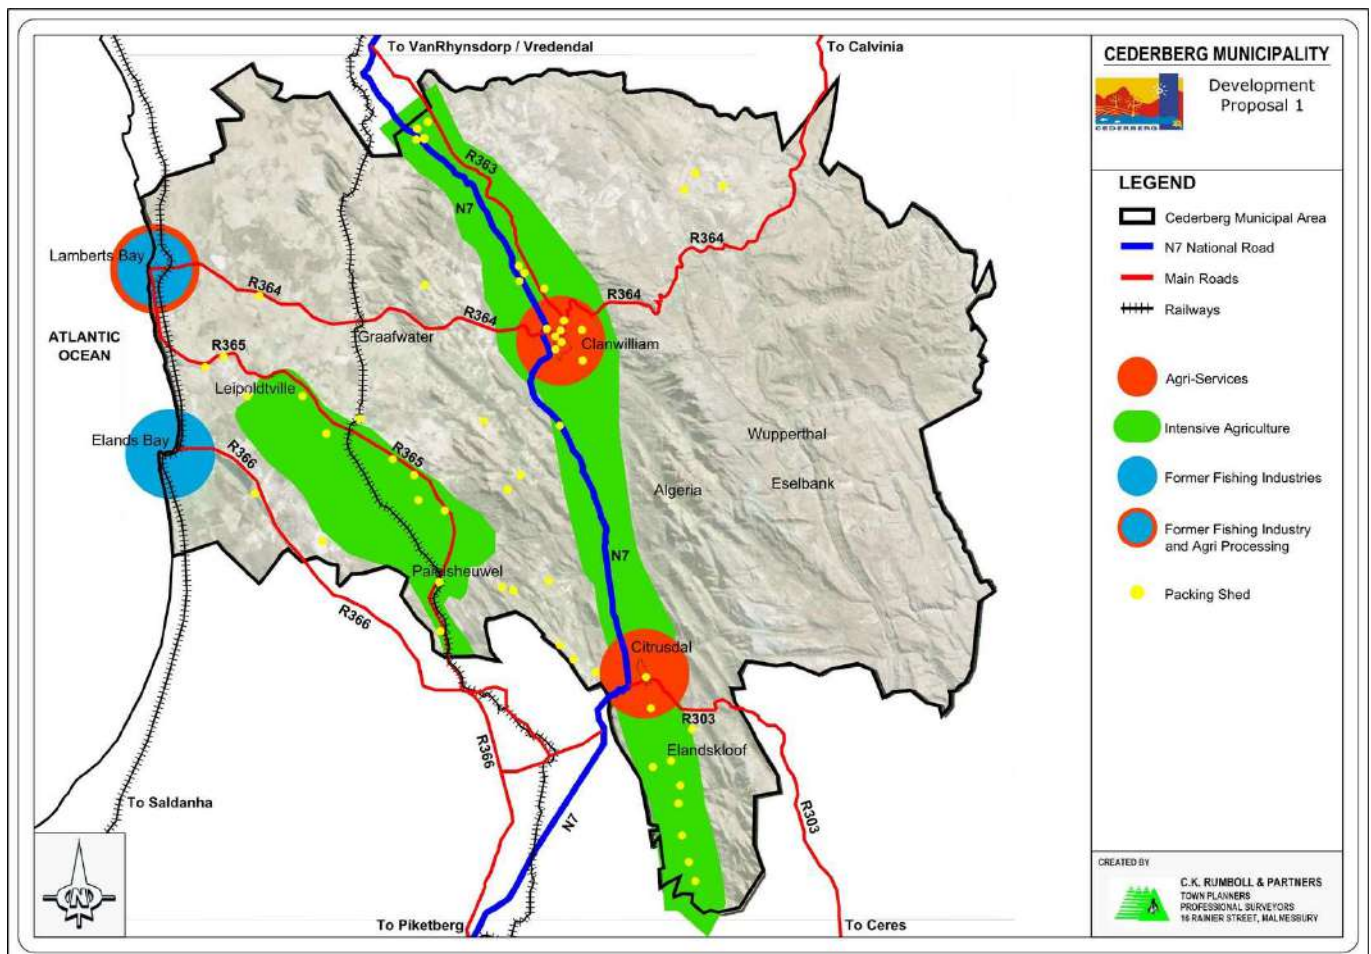 To VanRhynsdorp / Vredendal
To Calvinia
R363
N7
R364
Lamberts Bay
R364
R364
R364
Graafwater
Clanwilliam
ATLANTIC
OCEAN
R365
Leipoldtville
Elands Bay
R366
R365
Wupperthal
Algeria
Eselbank
N7
Paleisheuwel
R366
Citrusdal
R303
Elandskloof
R366
To Saldanha
N7
R303
N
To Piketberg
To Ceres
CEDERBERG MUNICIPALITY
CEDERBERG
Development
Proposal 1
LEGEND
Cederberg Municipal Area
N7 National Road
Main Roads
Railways
Agri-Services
Intensive Agriculture
Former Fishing Industries
Former Fishing Industry
and Agri Processing
Packing Shed
CREATED BY
C.K. RUMBOLL & PARTNERS
TOWN PLANNERS
PROFESSIONAL SURVEYORS
16 RAINIER STREET, MALMESBURY